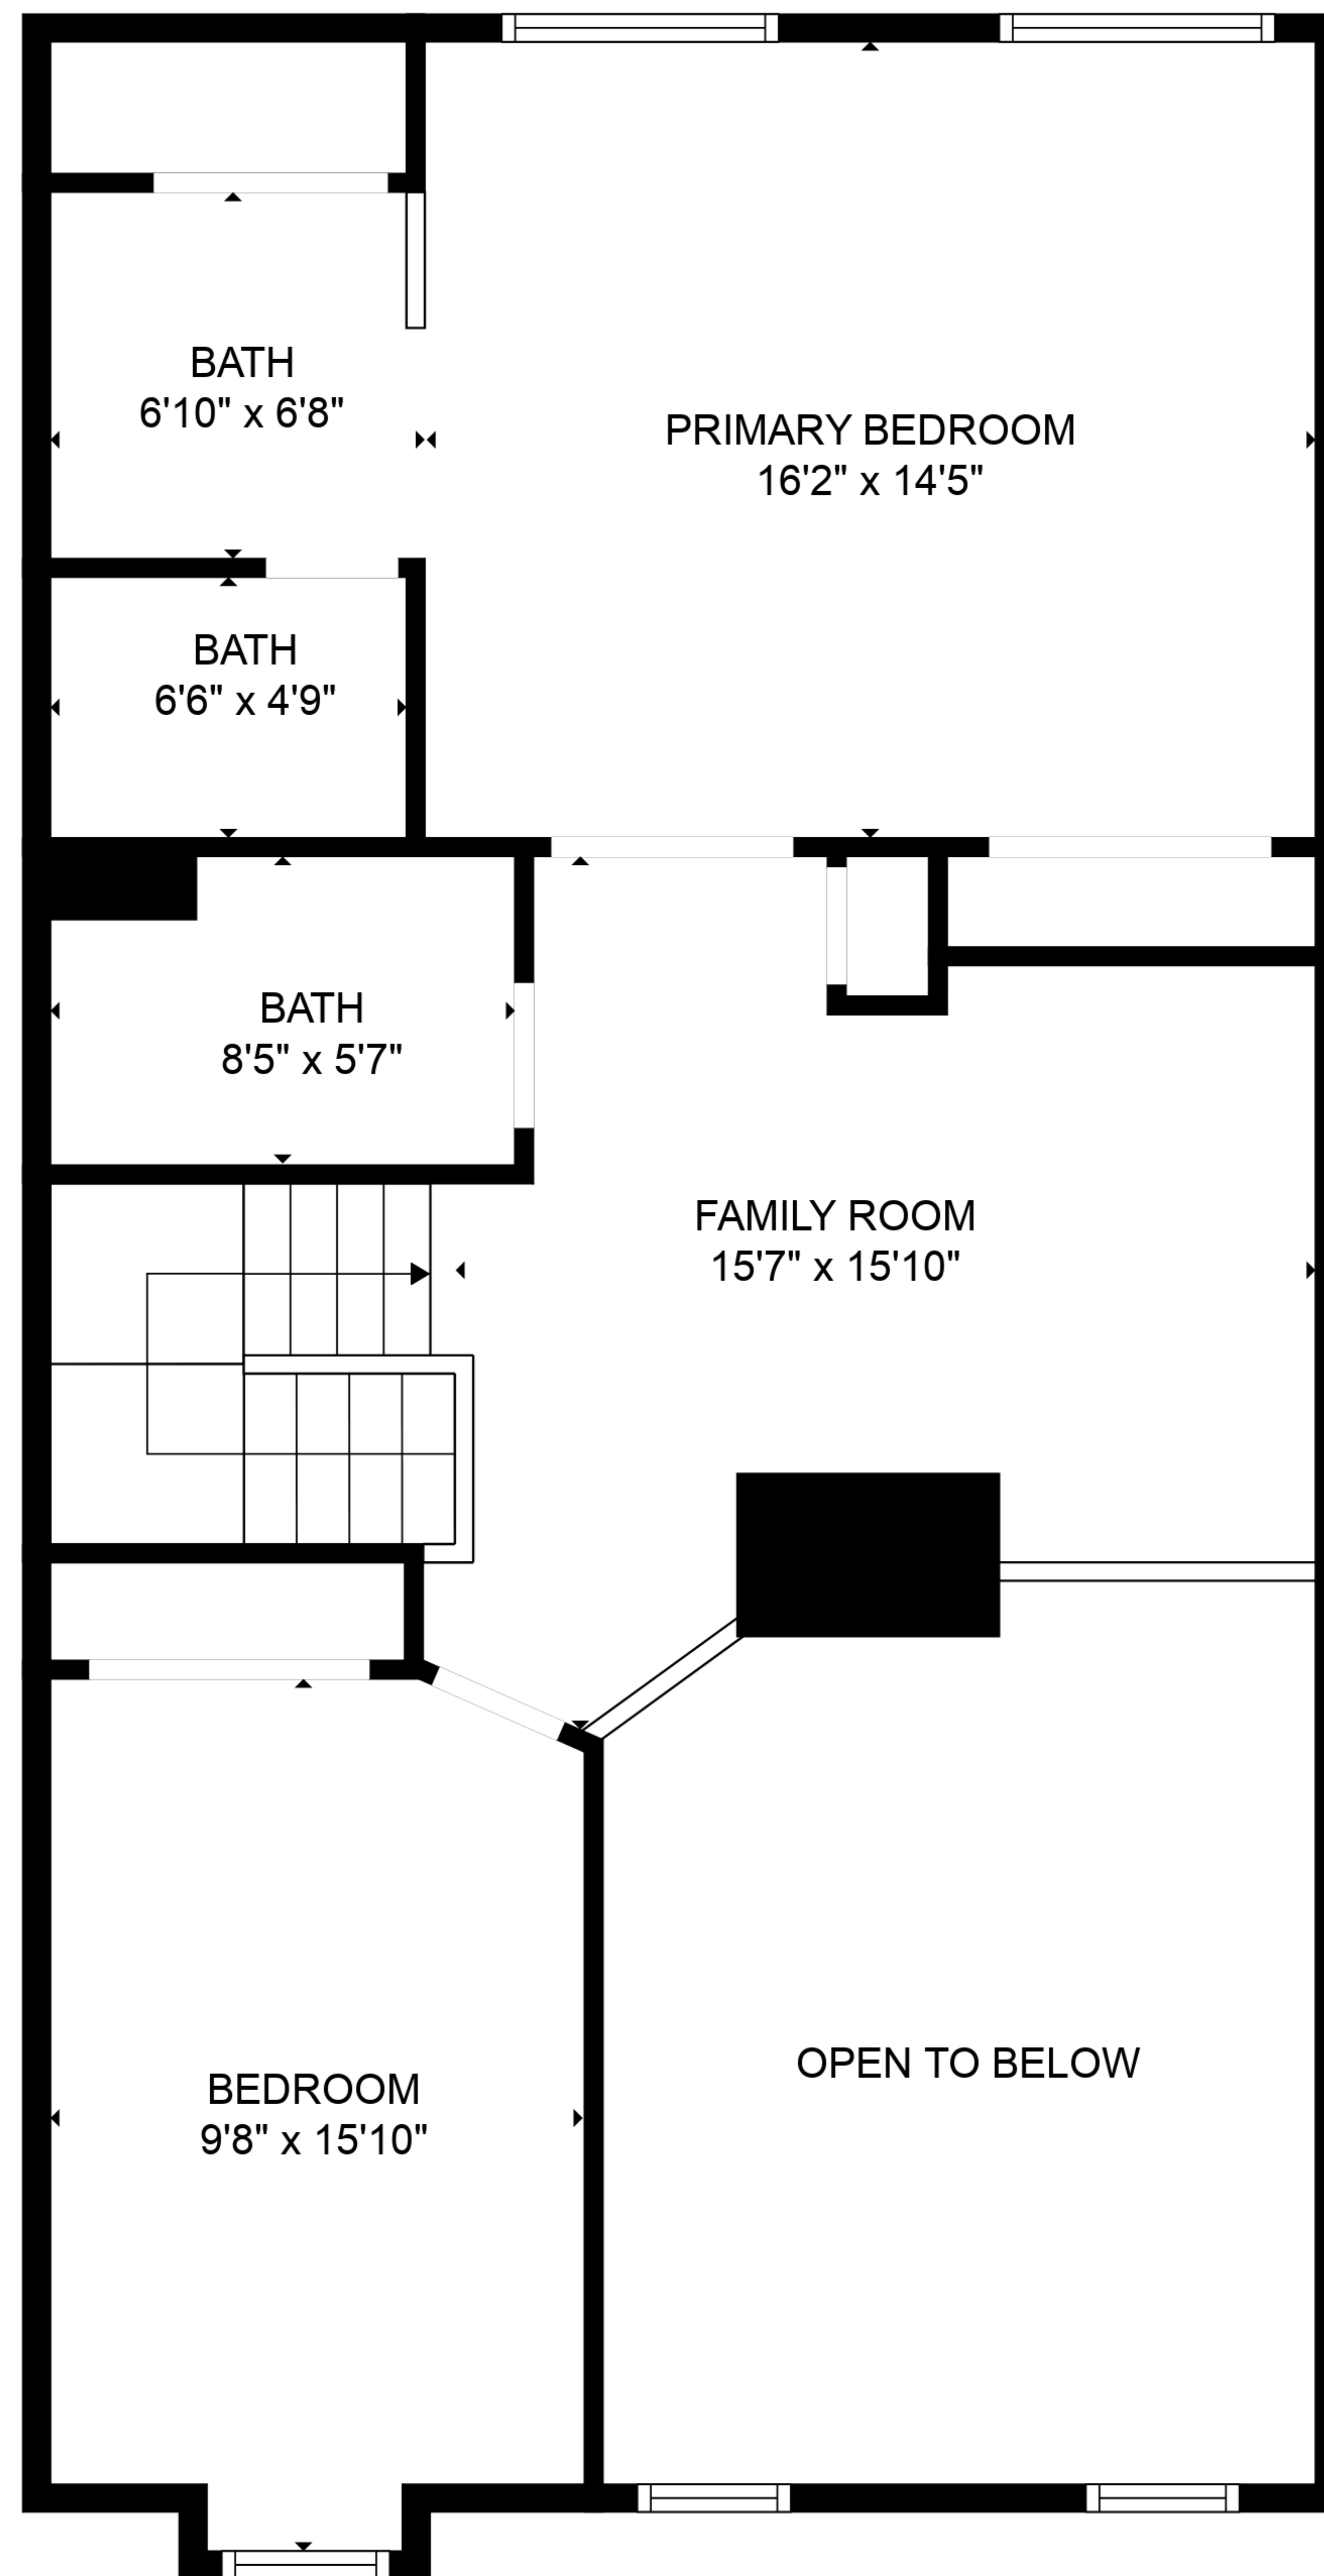 BATH
6'10" x 6'8"
PRIMARY BEDROOM
16'2" x 14'5"
BATH
6'6" x 4'9"
BATH
8'5" x 5'7"
FAMILY ROOM
15'7" x 15'10"
OPEN TO BELOW
BEDROOM
9'8" x 15'10"